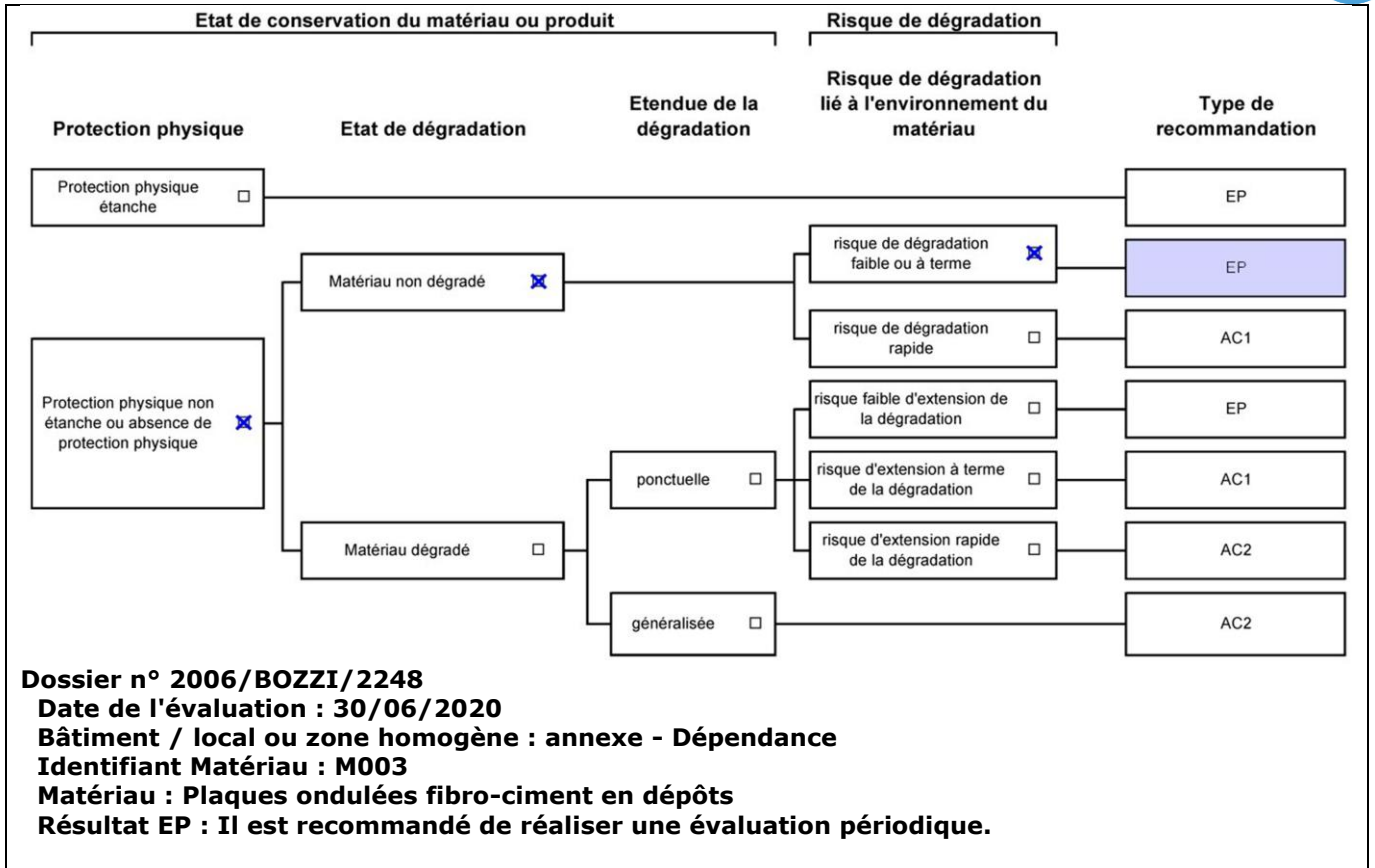 Etat de conservation du matériau ou produit
Risque de dégradation
Protection physique
Etat de dégradation
Etendue de la
dégradation
Risque de dégradation
lié à l'environnement du
matériau
Type de
recommandation
Protection physique
étanche
EP
risque de dégradation
faible ou à terme
EP
Matériau non dégradé
risque de dégradation
rapide
AC1
Protection physique non
étanche ou absence de
protection physique
risque faible d'extension de
la dégradation
EP
ponctuelle
risque d'extension à terme
de la dégradation
AC1
Matériau dégradé
risque d'extension rapide
de la dégradation
AC2
généralisée
AC2
Dossier n° 2006/BOZZI/2248
Date de l'évaluation : 30/06/2020
Bâtiment / local ou zone homogène : annexe - Dépendance
Identifiant Matériau : M003
Matériau : Plaques ondulées fibro-ciment en dépôts
Résultat EP : Il est recommandé de réaliser une évaluation périodique.